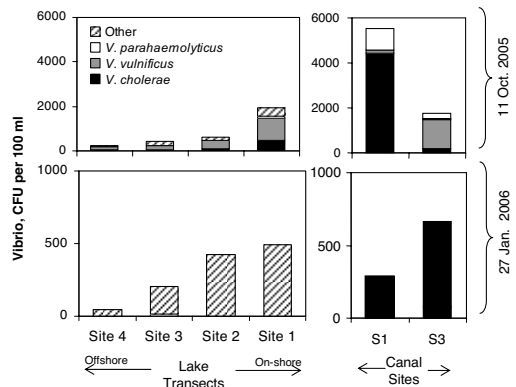 Vibrio, CFU per 100 ml
6000
4000
2000
0
Other
V. parahaemolyticus
V. vulnificus
V. cholerae
6000
4000
2000
0
11 Oct. 2005
1000
500
0
1000
500
0
27 Jan. 2006
Site 4 Site 3 Site 2 Site 1
S1 S3
Offshore Lake Transects On-shore
Canal Sites